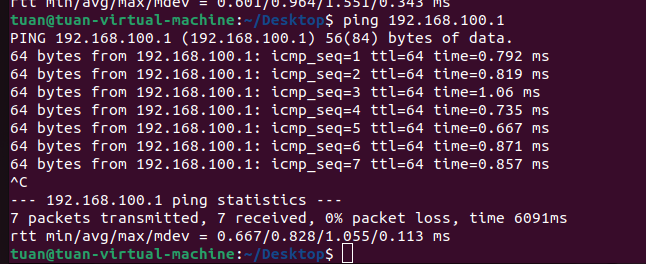 rtt min/avg/max/mdev = 0.601/0.964/1.551/0.343 ms
tuan@tuan-virtual-machine:~/Desktop$ ping 192.168.100.1
PING 192.168.100.1 (192.168.100.1) 56(84) bytes of data.
64 bytes from 192.168.100.1: icmp_seq=1 ttl=64 time=0.792 ms
64 bytes from 192.168.100.1: icmp_seq=2 ttl=64 time=0.819 ms
64 bytes from 192.168.100.1: icmp_seq=3 ttl=64 time=1.06 ms
64 bytes from 192.168.100.1: icmp_seq=4 ttl=64 time=0.735 ms
64 bytes from 192.168.100.1: icmp_seq=5 ttl=64 time=0.667 ms
64 bytes from 192.168.100.1: icmp_seq=6 ttl=64 time=0.871 ms
64 bytes from 192.168.100.1: icmp_seq=7 ttl=64 time=0.857 ms
^C
--- 192.168.100.1 ping statistics ---
7 packets transmitted, 7 received, 0% packet loss, time 6091ms
rtt min/avg/max/mdev = 0.667/0.828/1.055/0.113 ms
tuan@tuan-virtual-machine:~/Desktop$